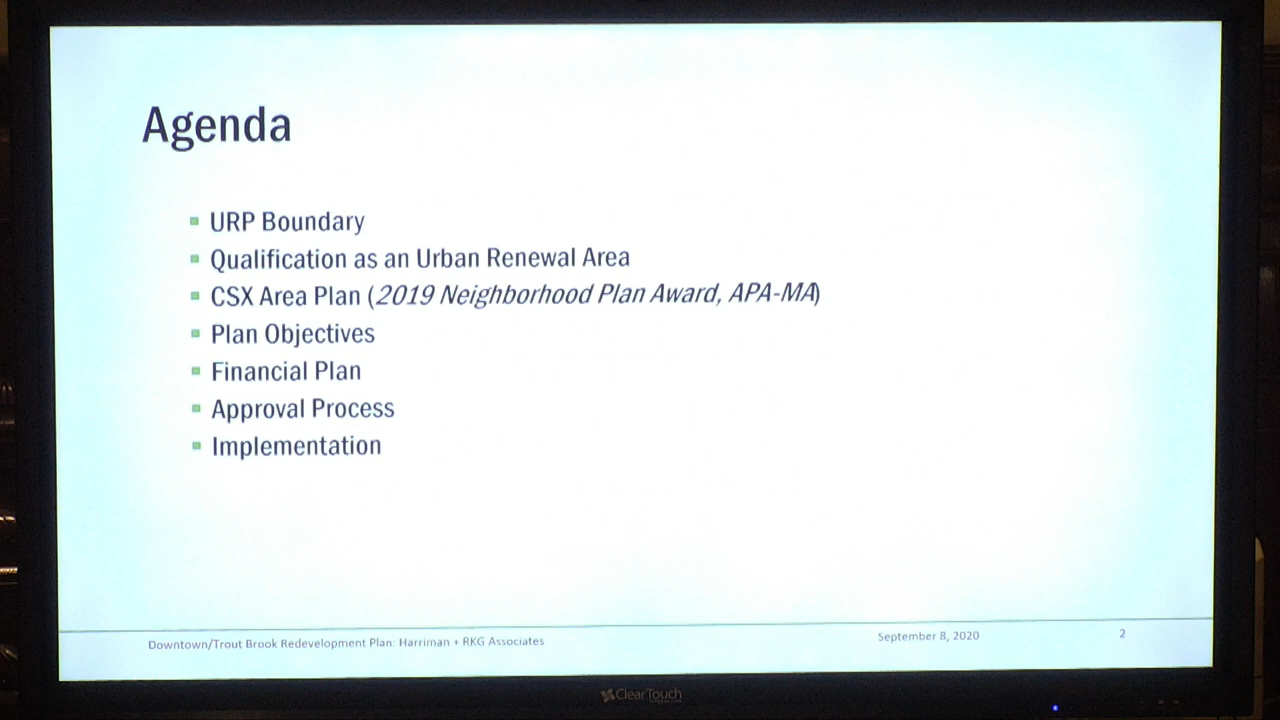 Agenda
URP Boundary
Qualification as an Urban Renewal Area
CSX Area Plan (2019 Neighborhood Plan Award, APA-MA)
Plan Objectives
Financial Plan
Approval Process
Implementation
Downtown/Trout Brook Redevelopment Plan: Harriman + RKG Associates
September 8, 2020
2
ClearTouch